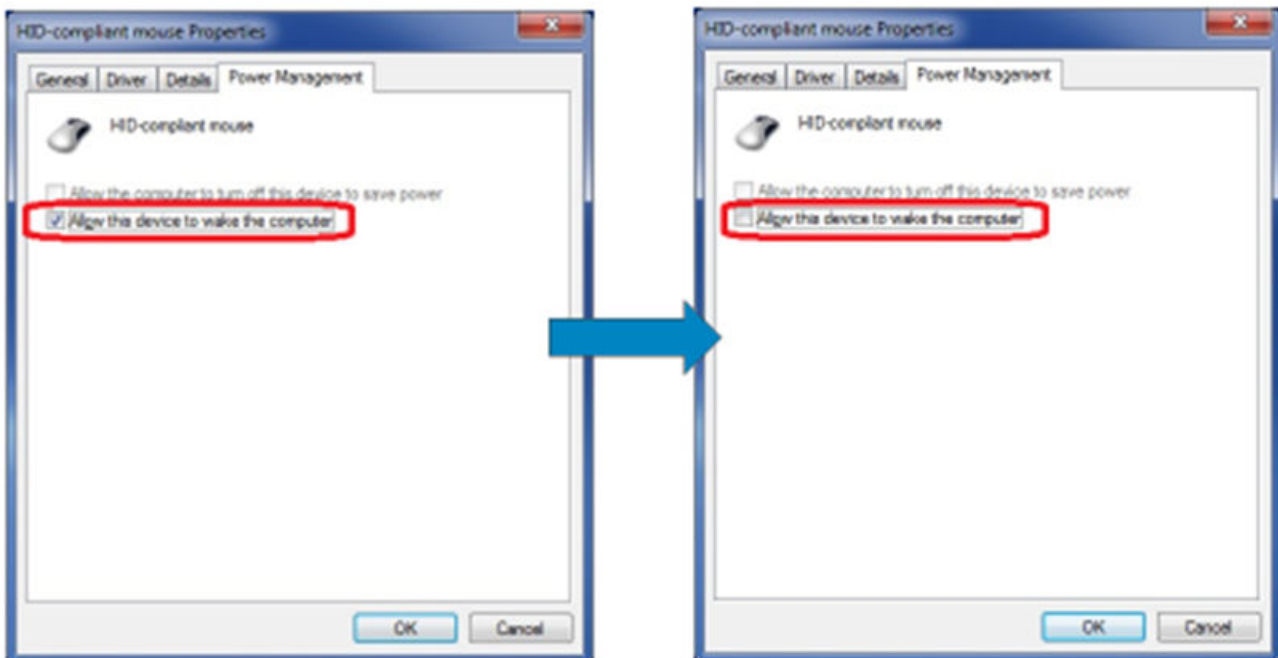 HID-compliant mouse Properties
General Driver Details Power Management
HID-compliant mouse
Allow the computer to turn off this device to save power
Allow this device to wake the computer
OK Cancel
HID-compliant mouse Properties
General Driver Details Power Management
HID-compliant mouse
Allow the computer to turn off this device to save power
Allow this device to wake the computer
OK Cancel